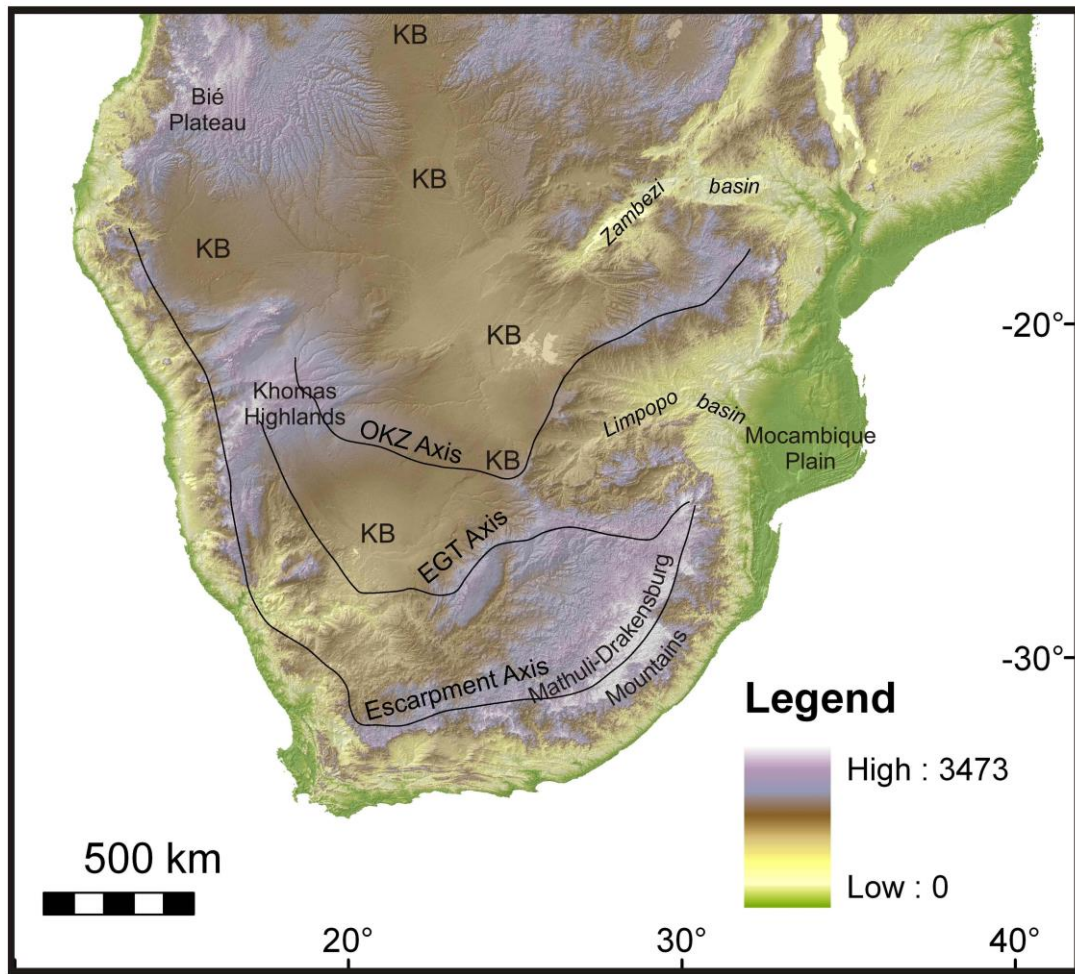 KB
Bié
Plateau
KB
Zambezi
basin
KB
KB
-20°
Khomas
Highlands
OKZ Axis
KB
Limpopo
basin
Mocambique
Plain
KB
EGT Axis
Escarpment Axis
Mathuli-Drakensburg
Mountains
-30°
Legend
High : 3473
Low : 0
500 km
20°
30°
40°